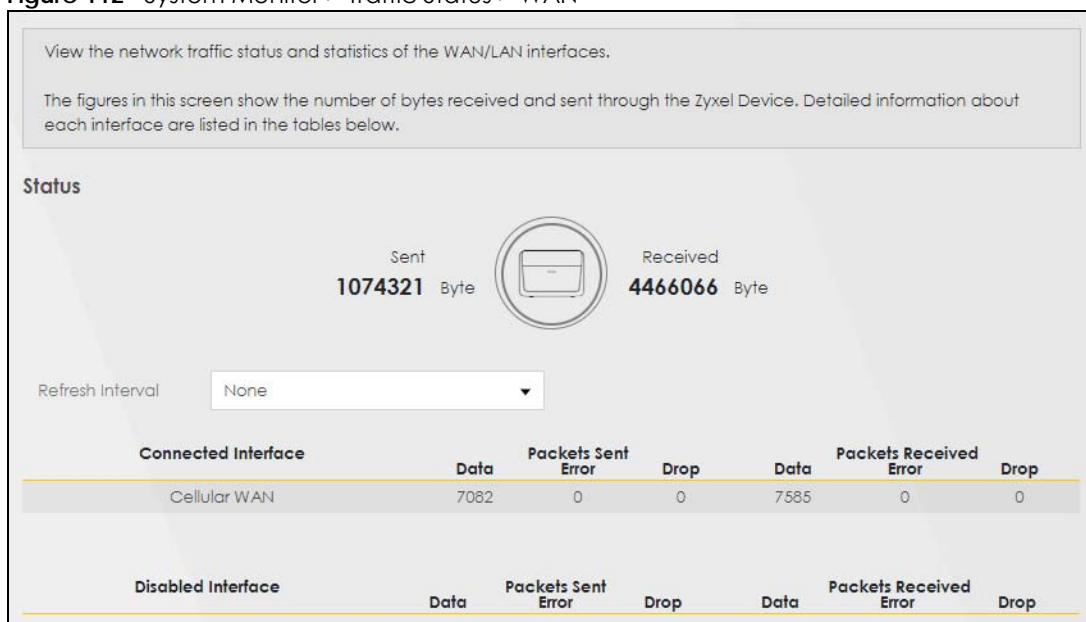 View the network traffic status and statistics of the WAN/LAN interfaces.
The figures in this screen show the number of bytes received and sent through the Zyxel Device. Detailed information about
each interface are listed in the tables below.
Status
Sent
1074321 Byte
Received
4466066 Byte
Refresh Interval None
Connected Interface Packets Sent Packets Received
Data Error Drop Data Error Drop
Cellular WAN 7082 0 0 7585 0 0
Disabled Interface Packets Sent Packets Received
Data Error Drop Data Error Drop